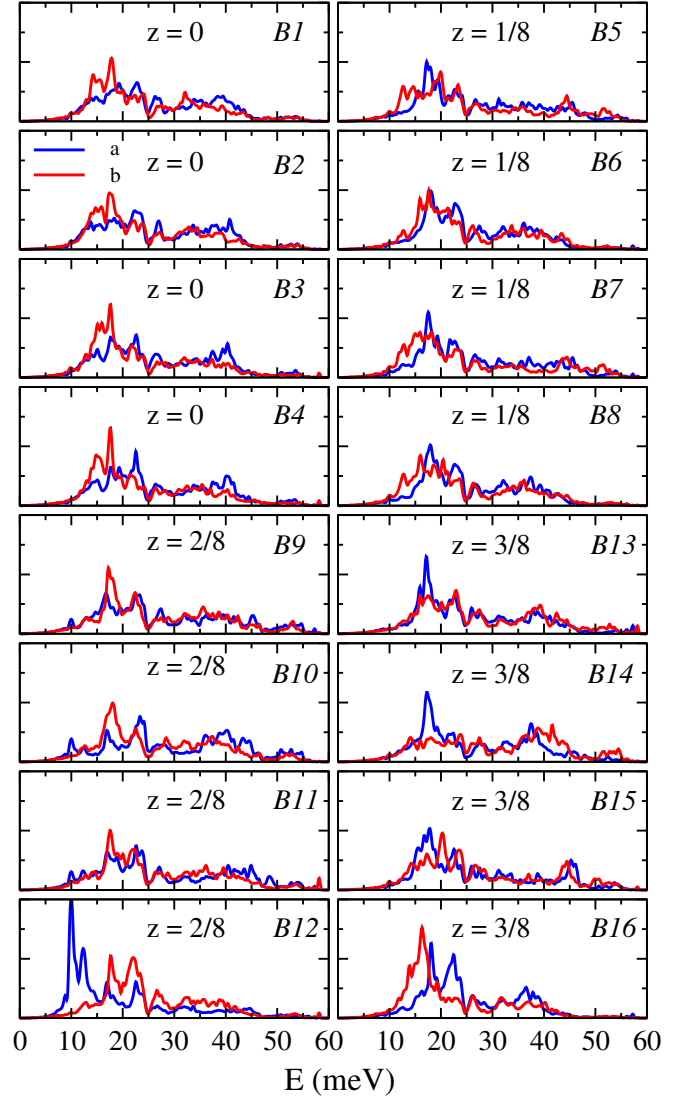 z = 0 B1
z = 1/8 B5
a
b
z = 0 B2
z = 1/8 B6
z = 0 B3
z = 1/8 B7
z = 0 B4
z = 1/8 B8
z = 2/8 B9
z = 3/8 B13
z = 2/8 B10
z = 3/8 B14
z = 2/8 B11
z = 3/8 B15
z = 2/8 B12
z = 3/8 B16
0 10 20 30 40 50 60 0 10 20 30 40 50 60
E (meV)